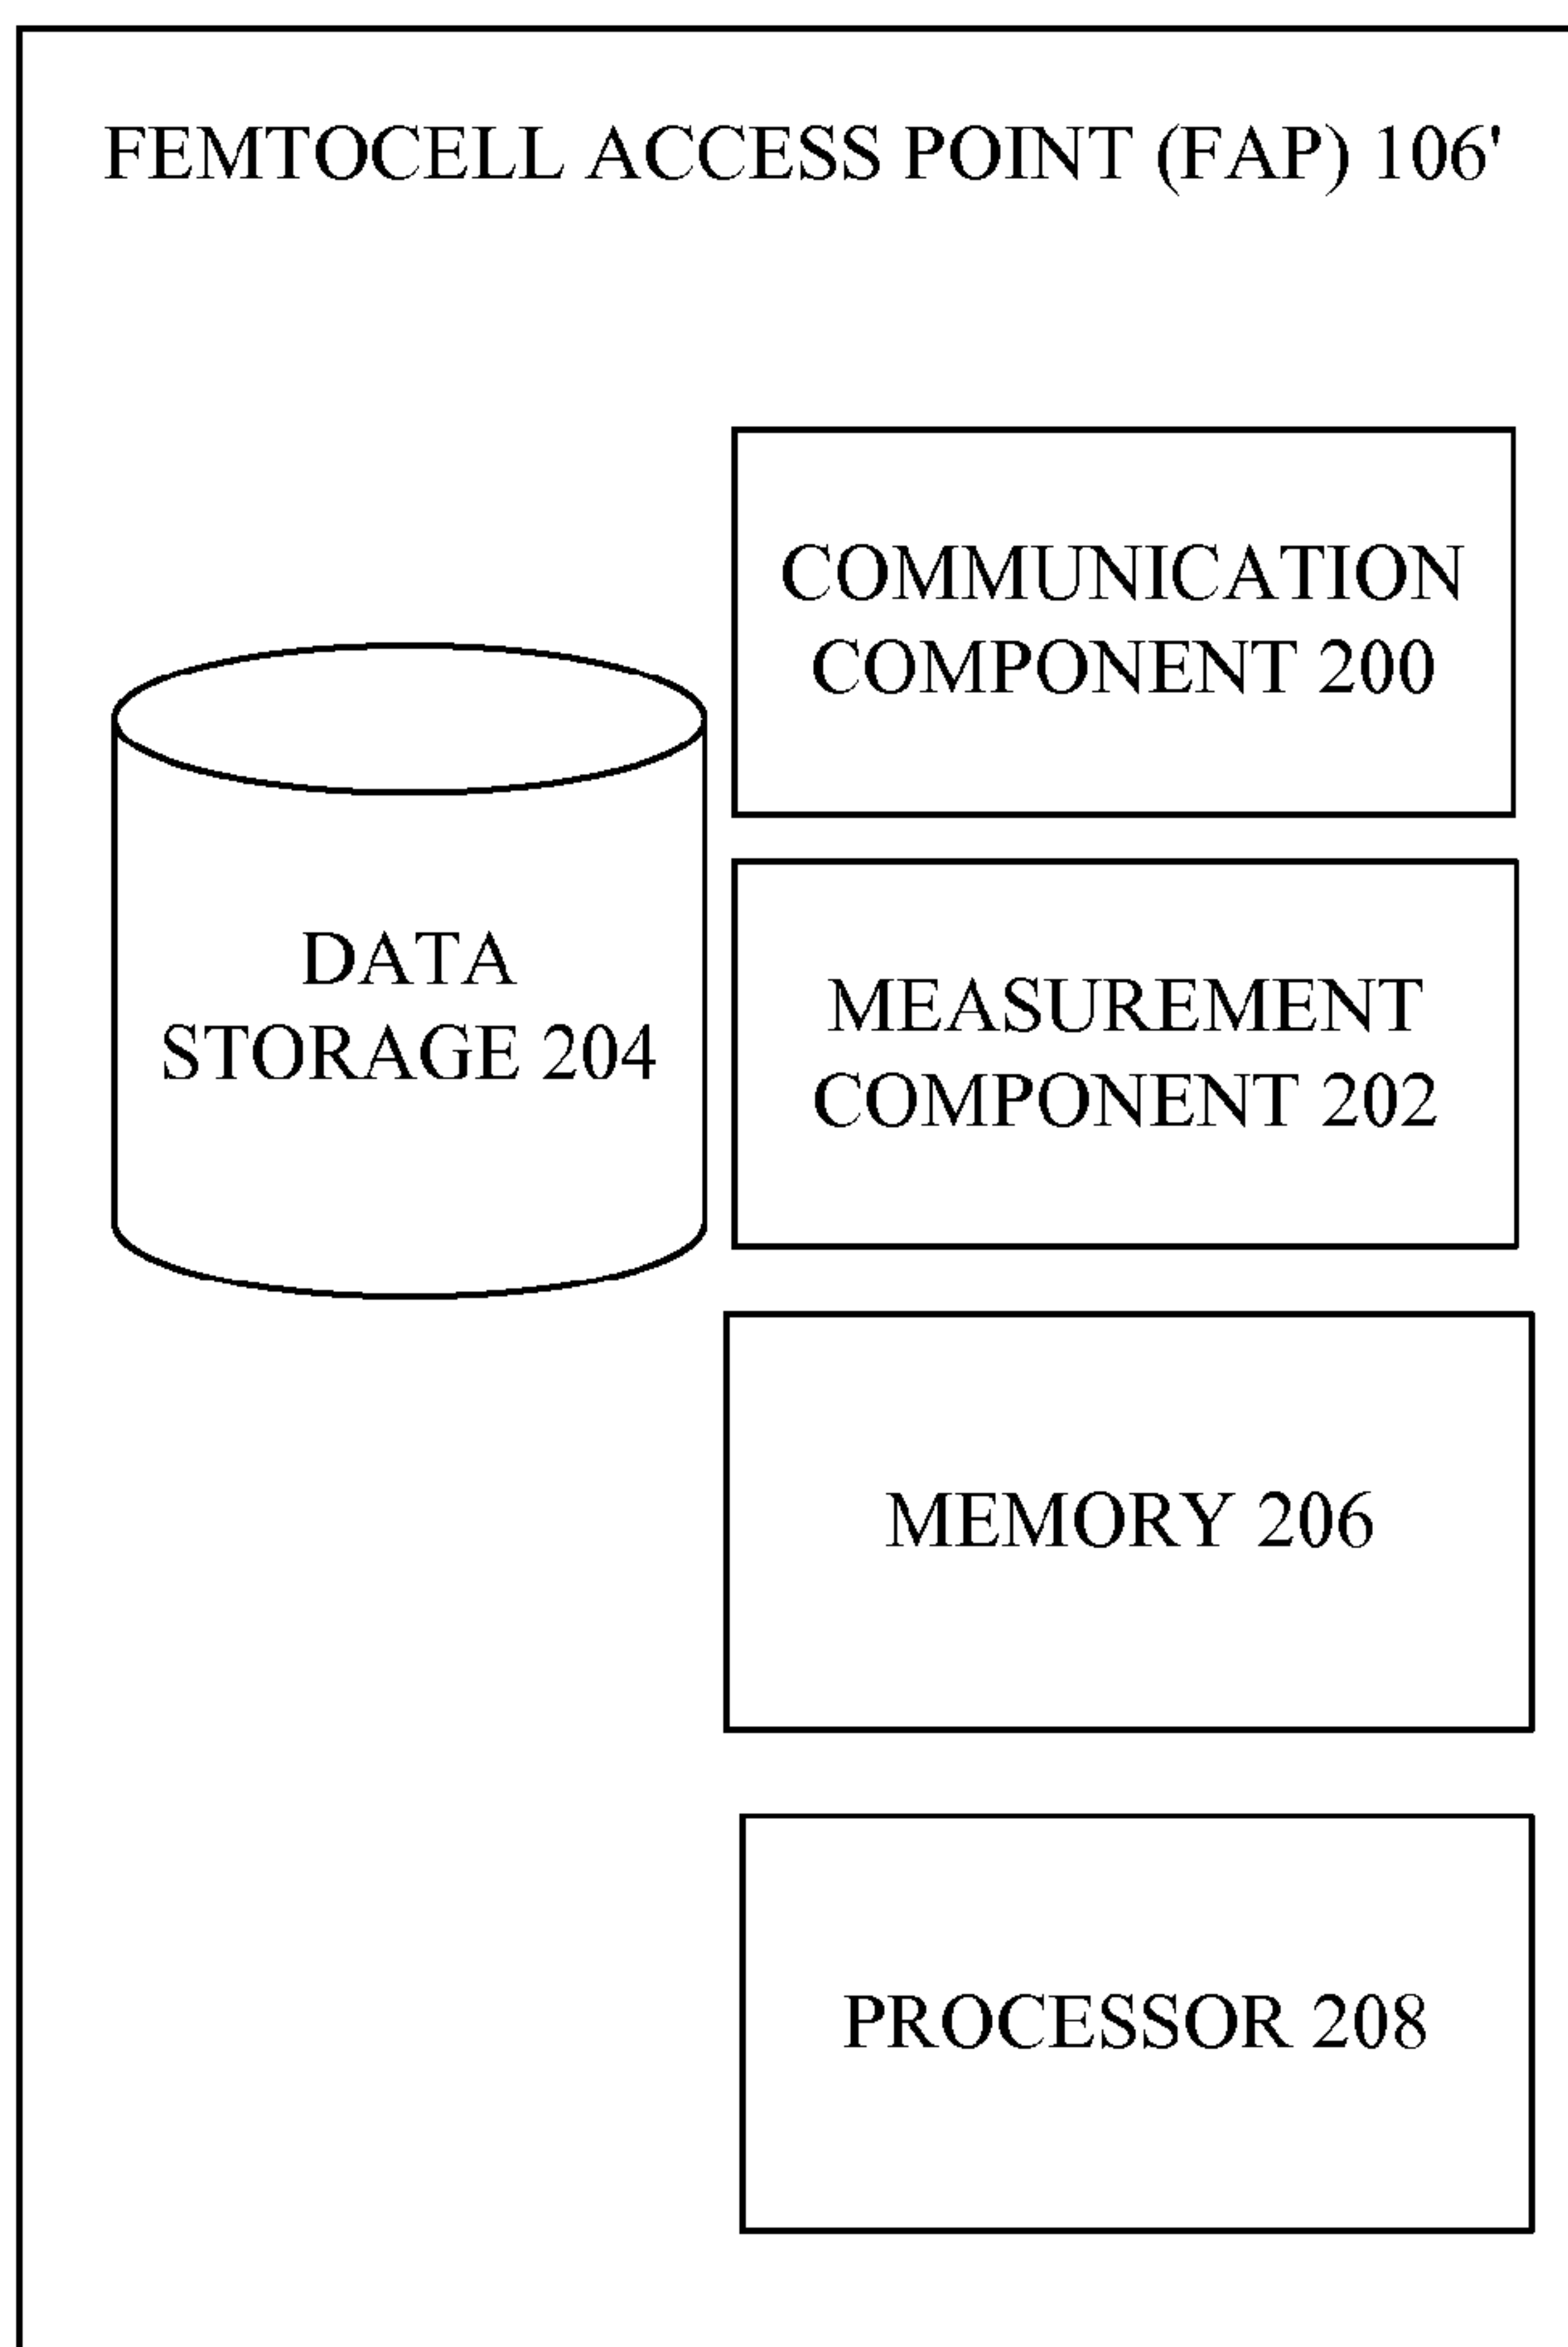 FEMTOCELL ACCESS POINT (FAP) 106'
COMMUNICATION
COMPONENT 200
DATA
STORAGE 204
MEASUREMENT
COMPONENT 202
MEMORY 206
PROCESSOR 208